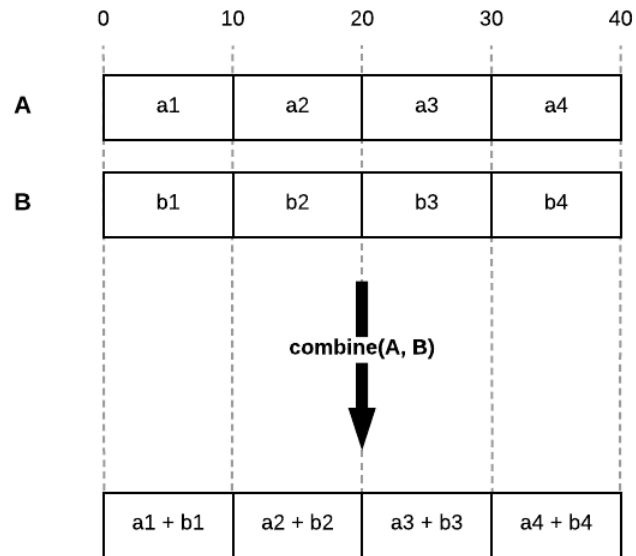 0 10 20 30 40
A a1 a2 a3 a4
B b1 b2 b3 b4
combine(A, B)
a1 + b1 a2 + b2 a3 + b3 a4 + b4